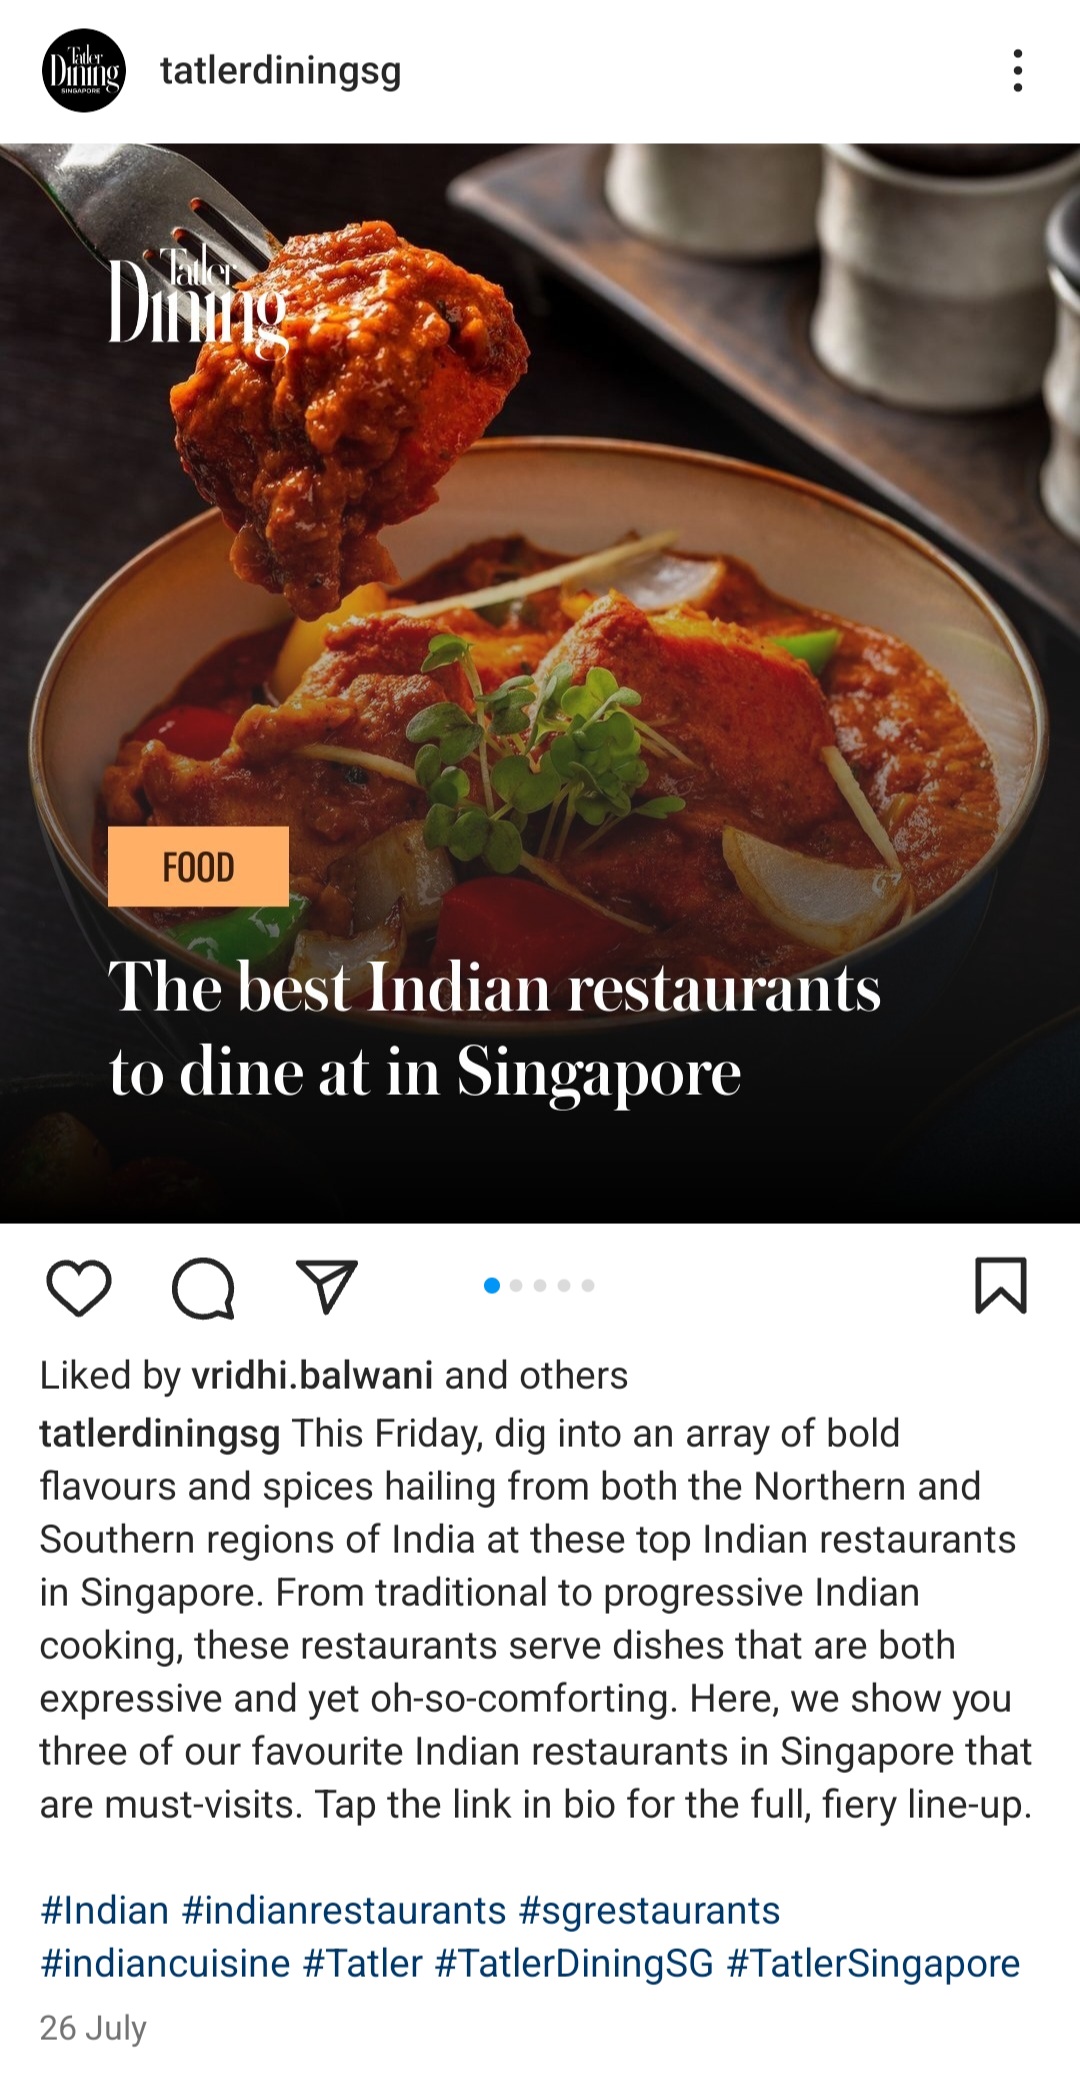 Tatler
Dining
SINGAPORE
tatlerdiningsg
Tatler
Dining
FOOD
The best Indian restaurants
to dine at in Singapore
Liked by vridhi.balwani and others
tatlerdiningsg This Friday, dig into an array of bold
flavours and spices hailing from both the Northern and
Southern regions of India at these top Indian restaurants
in Singapore. From traditional to progressive Indian
cooking, these restaurants serve dishes that are both
expressive and yet oh-so-comforting. Here, we show you
three of our favourite Indian restaurants in Singapore that
are must-visits. Tap the link in bio for the full, fiery line-up.
#Indian #indianrestaurants #sgrestaurants
#indiancuisine #Tatler #TatlerDiningSG #TatlerSingapore
26 July